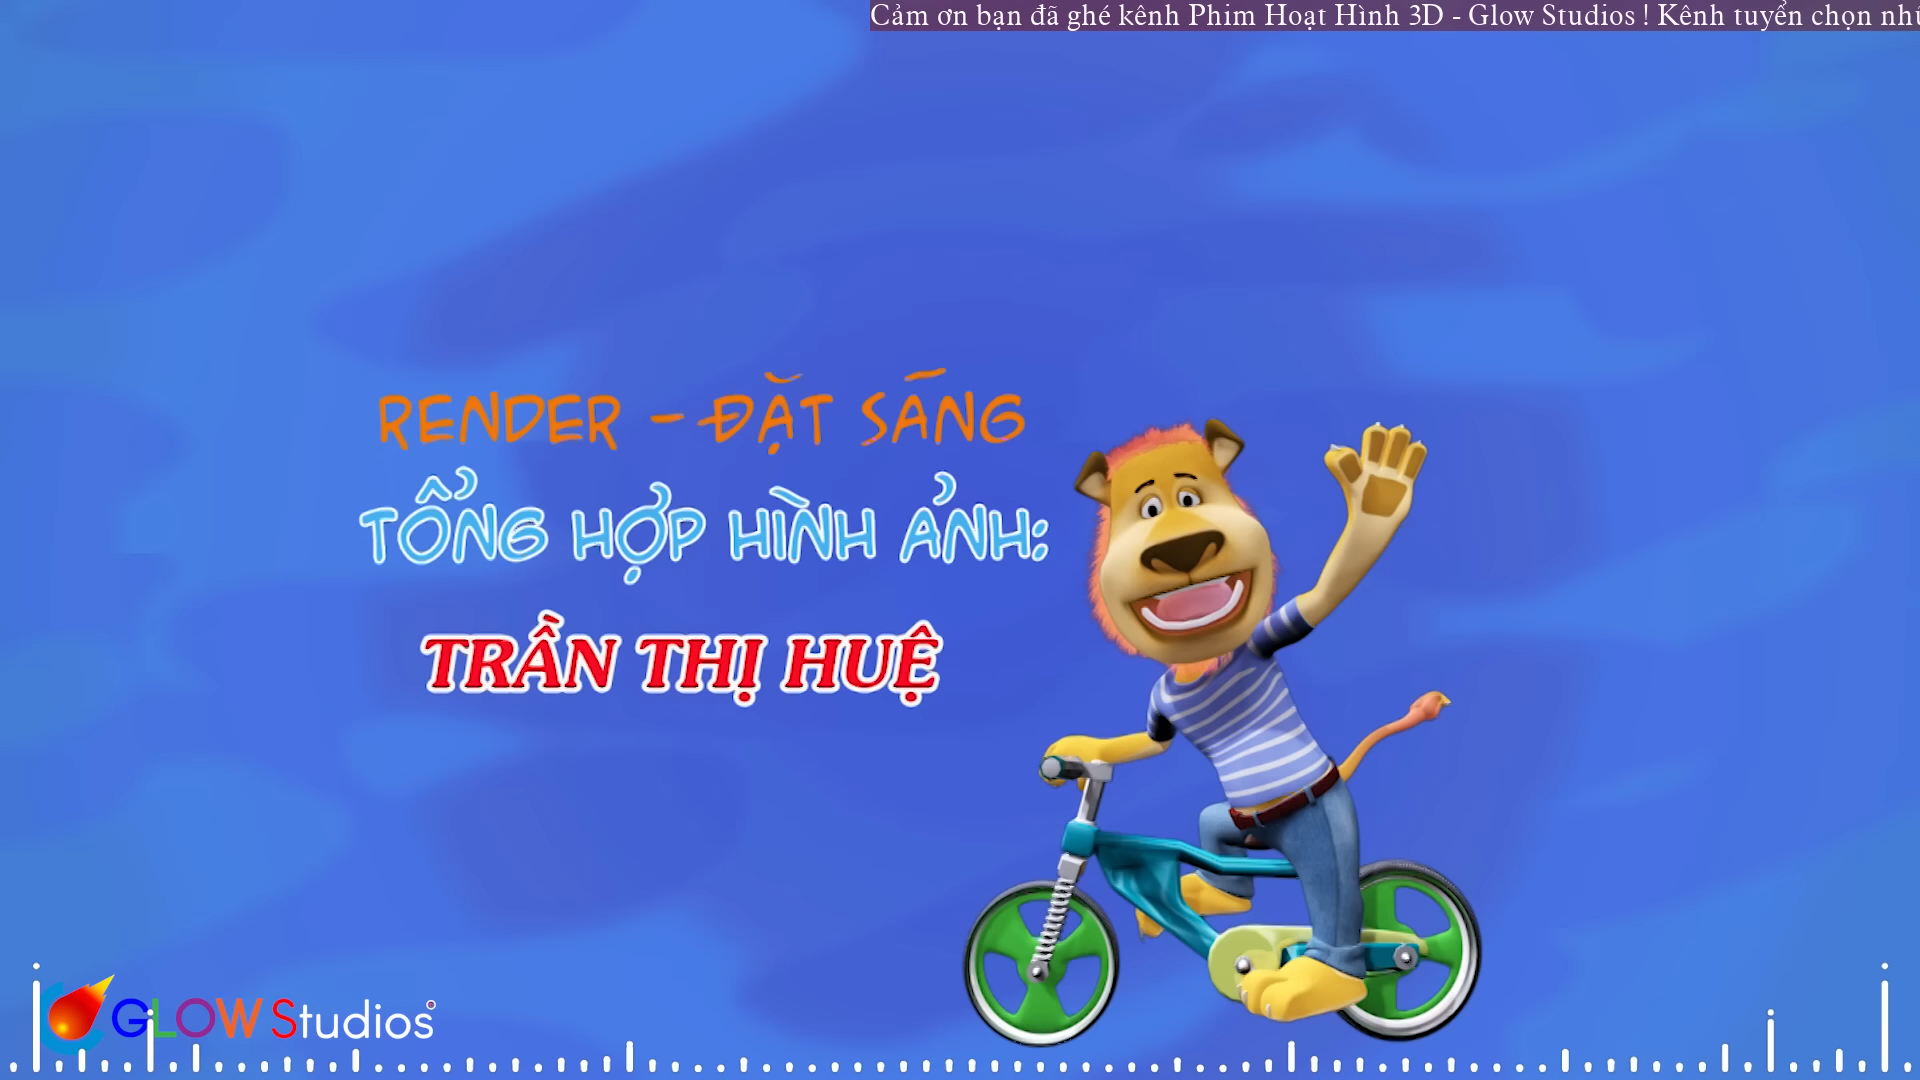 Cảm ơn bạn đã ghé kênh Phim Hoạt Hình 3D - Glow Studios ! Kênh tuyển chọn
RENDER - ĐẶT SÁNG
TỔNG HỢP HÌNH ẢNH:
TRẦN THỊ HUỆ
GLOW Studios